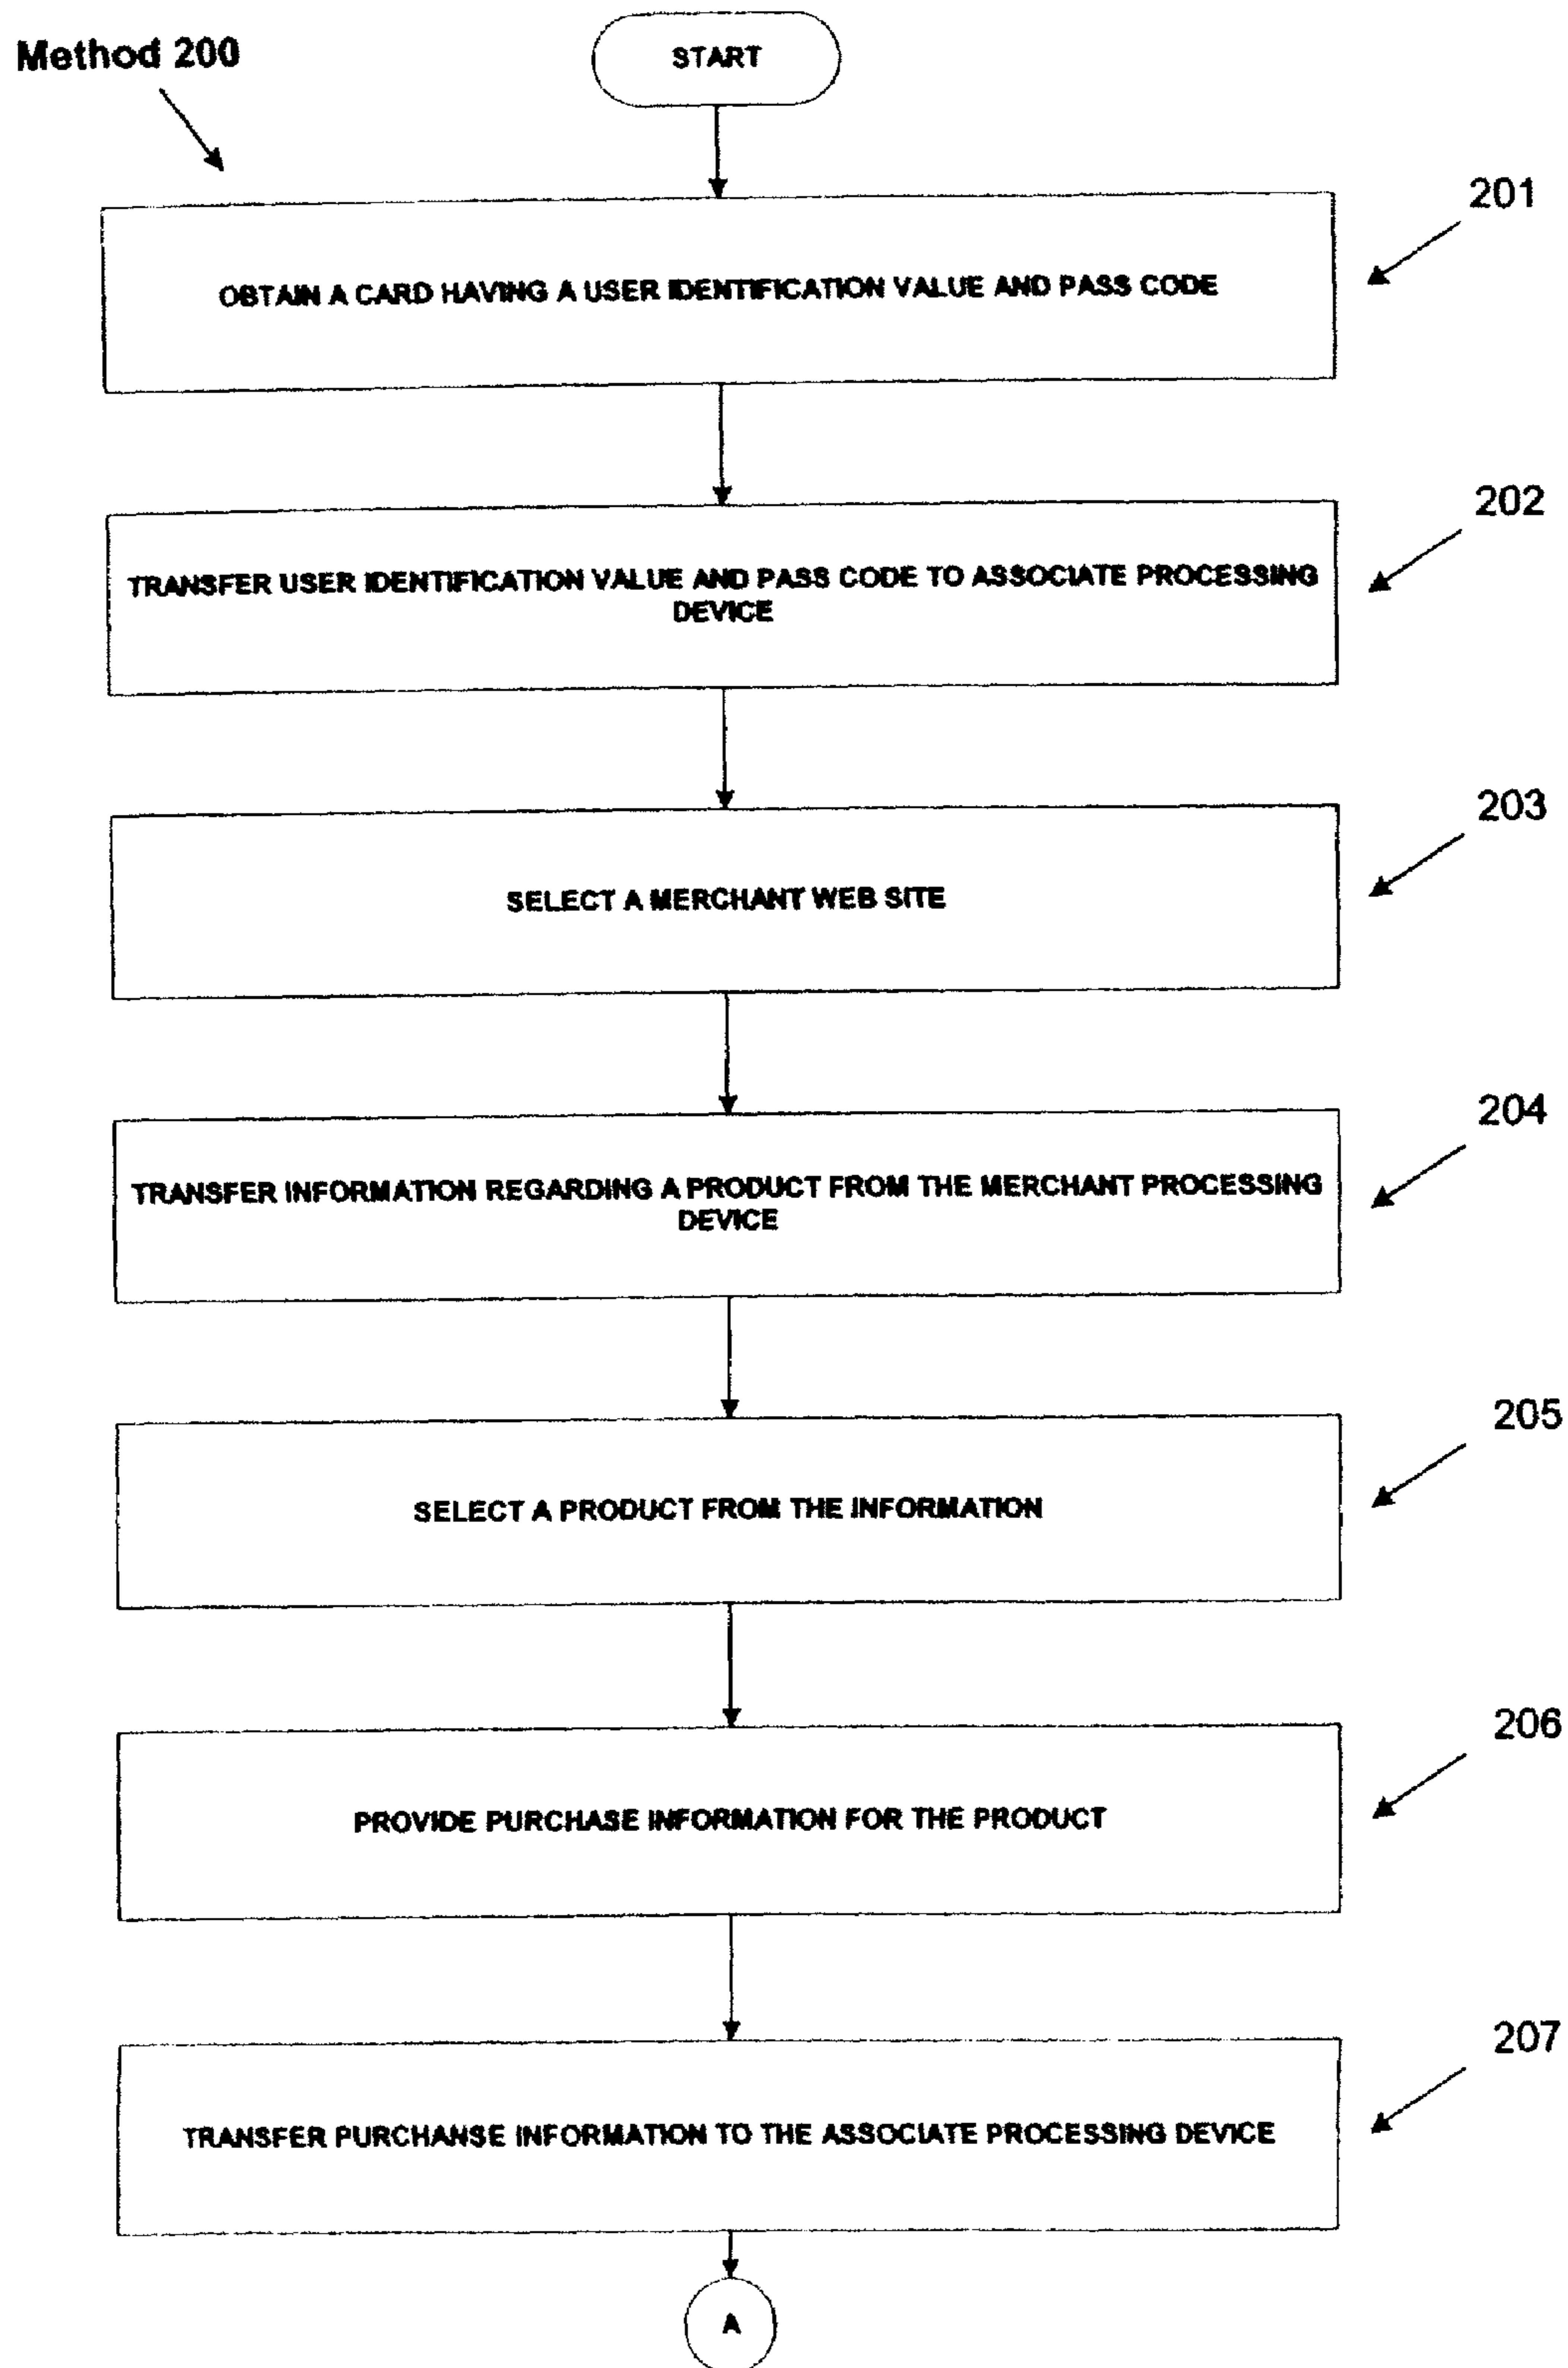 Method 200
START
201
OBTAIN A CARD HAVING A USER IDENTIFICATION VALUE AND PASS CODE
202
TRANSFER USER IDENTIFICATION VALUE AND PASS CODE TO ASSOCIATE PROCESSING
DEVICE
203
SELECT A MERCHANT WEB SITE
204
TRANSFER INFORMATION REGARDING A PRODUCT FROM THE MERCHANT PROCESSING
DEVICE
205
SELECT A PRODUCT FROM THE INFORMATION
206
PROVIDE PURCHASE INFORMATION FOR THE PRODUCT
207
TRANSFER PURCHANSE INFORMATION TO THE ASSOCIATE PROCESSING DEVICE
A